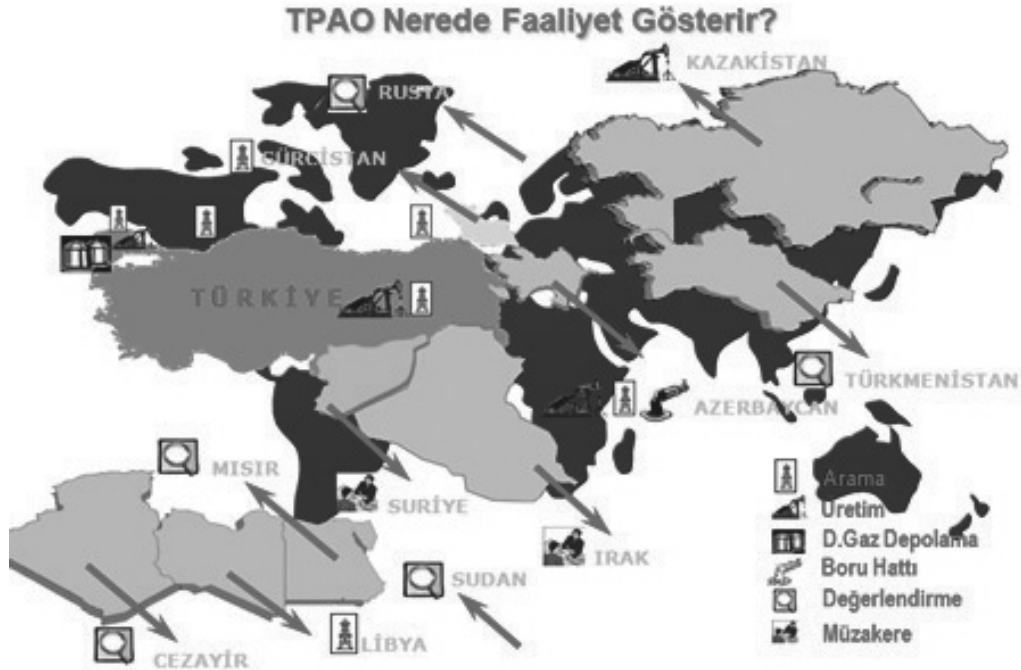 TPAO Nerede Faaliyet Gösterir?
KAZAKİSTAN
RUSYA
GÜRCİSTAN
TÜRKİYE
TÜRKMENİSTAN
AZERBAYCAN
MISIR
SURİYE
IRAK
SUDAN
LİBYA
CEZAYİR
Arama
Üretim
D.Gaz Depolama
Boru Hattı
Değerlendirme
Müzakere